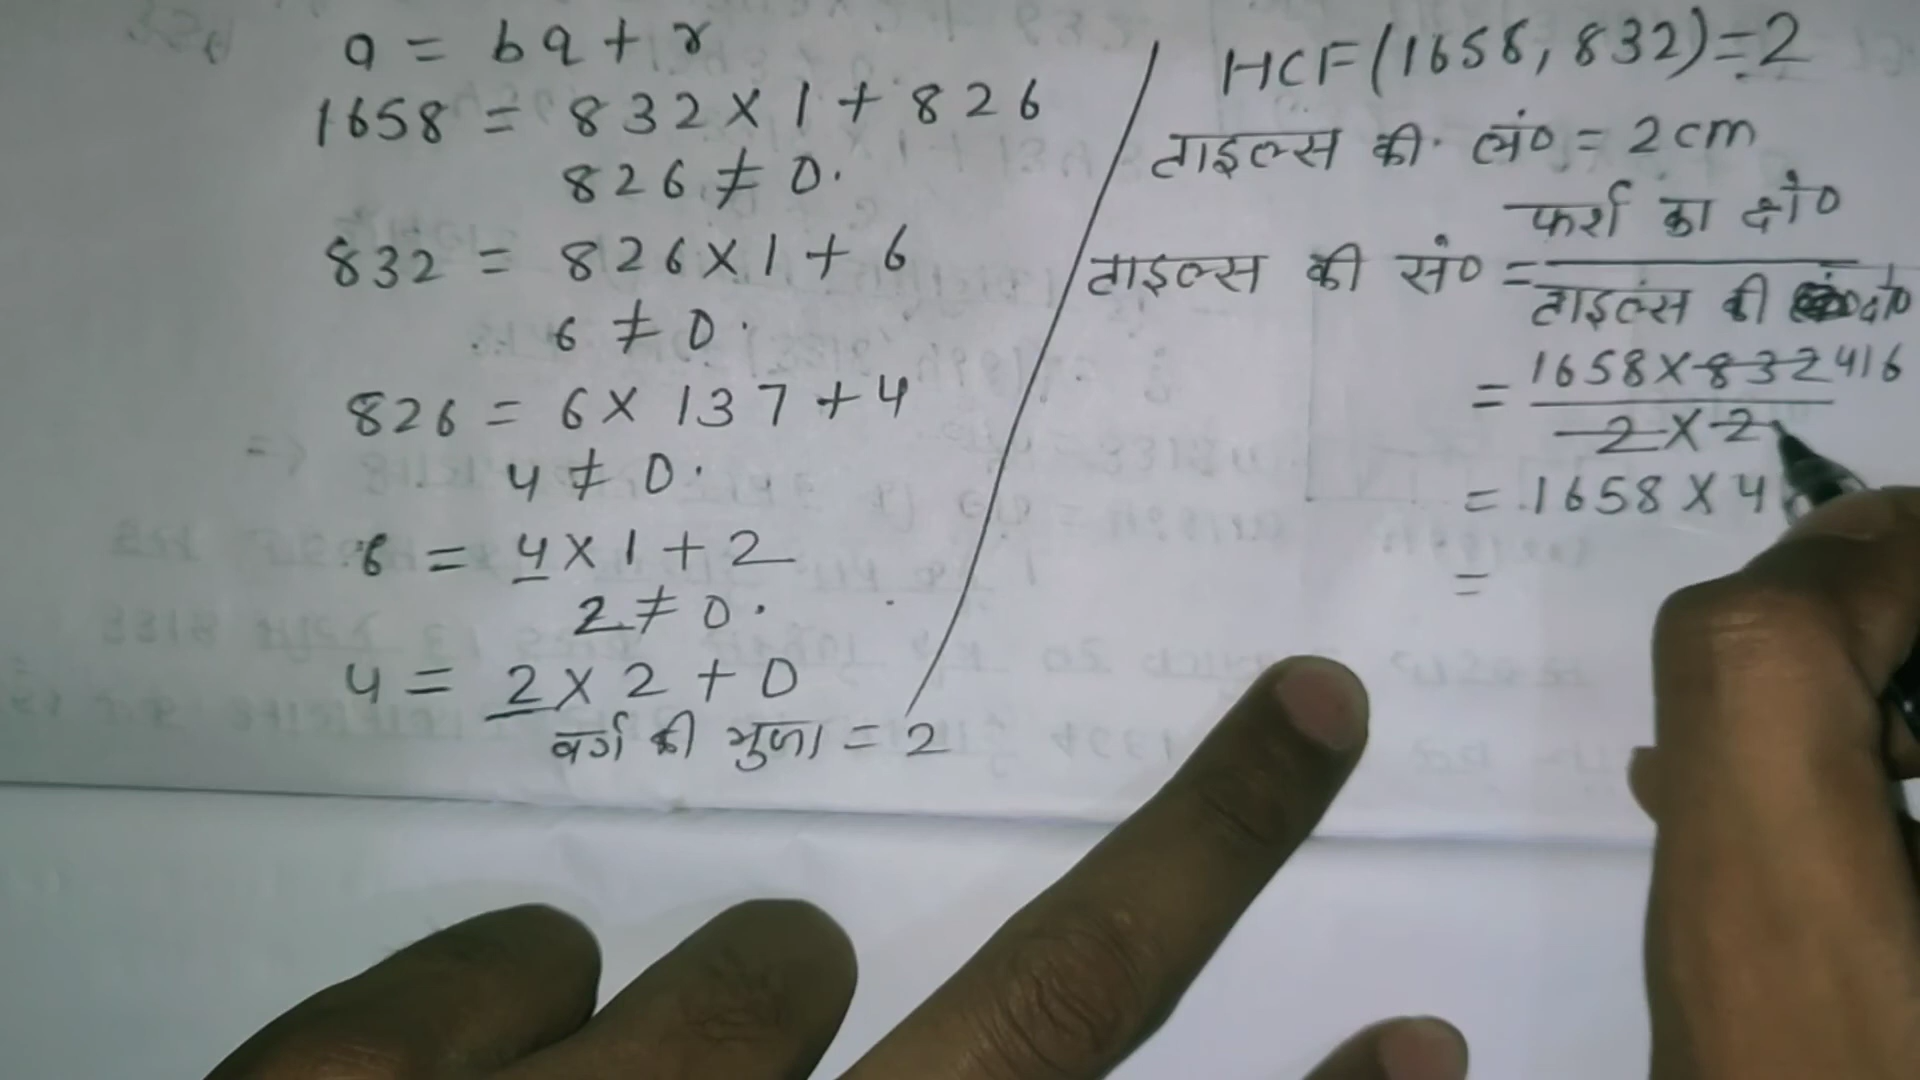 a = bq + r
1658 = 832 × 1 + 826
826 ≠ 0.
832 = 826 × 1 + 6
6 ≠ 0.
826 = 6 × 137 + 4
4 ≠ 0.
6 = 4 × 1 + 2
2 ≠ 0.
4 = 2 × 2 + 0
वर्ग की भुजा = 2
HCF(1658, 832) = 2
टाइल्स की लं० = 2cm
फर्श का क्षे०
टाइल्स की सं० =
टाइल्स की क्षे०
= 1658 × 832 416
2 × 2
= 1658 × 4
=